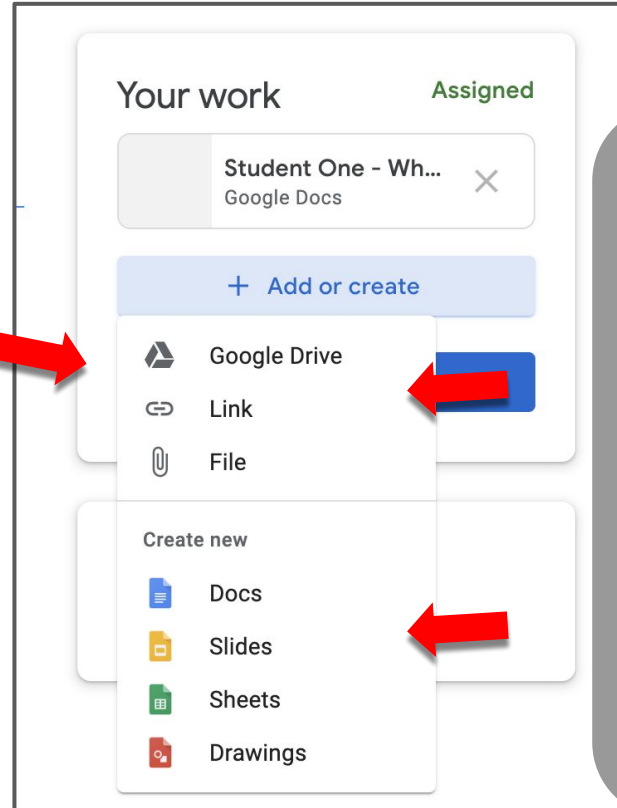 Your work
Assigned
Student One - Wh...
Google Docs
+ Add or create
Google Drive
Link
File
Create new
Docs
Slides
Sheets
Drawings